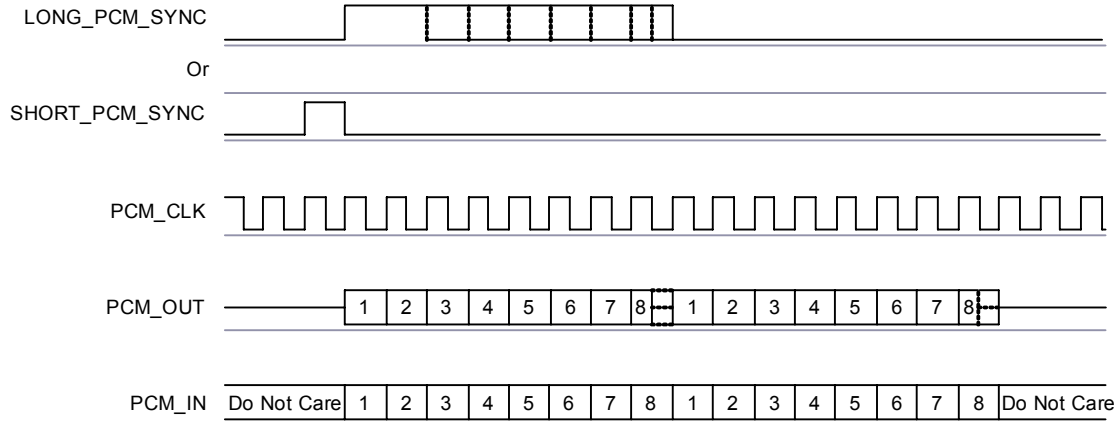 LONG_PCM_SYNC
Or
SHORT_PCM_SYNC
PCM_CLK
PCM_OUT 1 2 3 4 5 6 7 8 1 2 3 4 5 6 7 8
PCM_IN Do Not Care 1 2 3 4 5 6 7 8 1 2 3 4 5 6 7 8 Do Not Care